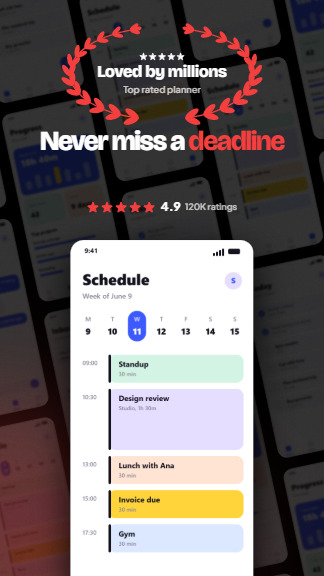 Loved by millions
Top rated planner
Never miss a deadline
4.9 120K ratings
9:41
Schedule
S
Week of June 9
M T W T F S S
9 10 11 12 13 14 15
09:00 Standup
30 min
10:30 Design review
Studio, 1h 30m
13:00 Lunch with Ana
30 min
15:00 Invoice due
30 min
17:30 Gym
30 min